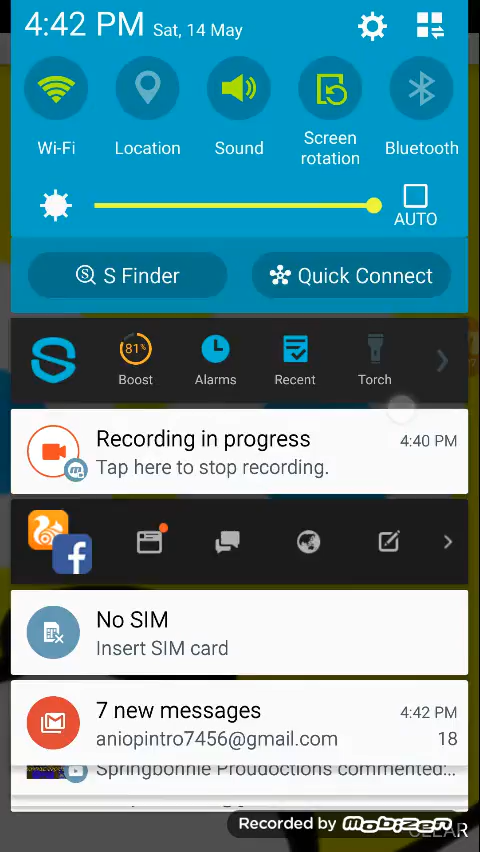 4:42 PM Sat, 14 May
Wi-Fi
Location
Sound
Screen rotation
Bluetooth
AUTO
S Finder
Quick Connect
81%
Boost
Alarms
Recent
Torch
Recording in progress 4:40 PM
Tap here to stop recording.
No SIM
Insert SIM card
7 new messages 4:42 PM
aniopintro7456@gmail.com 18
Springbonnie Proudoctions commented:...
Recorded by mobizen
CLEAR